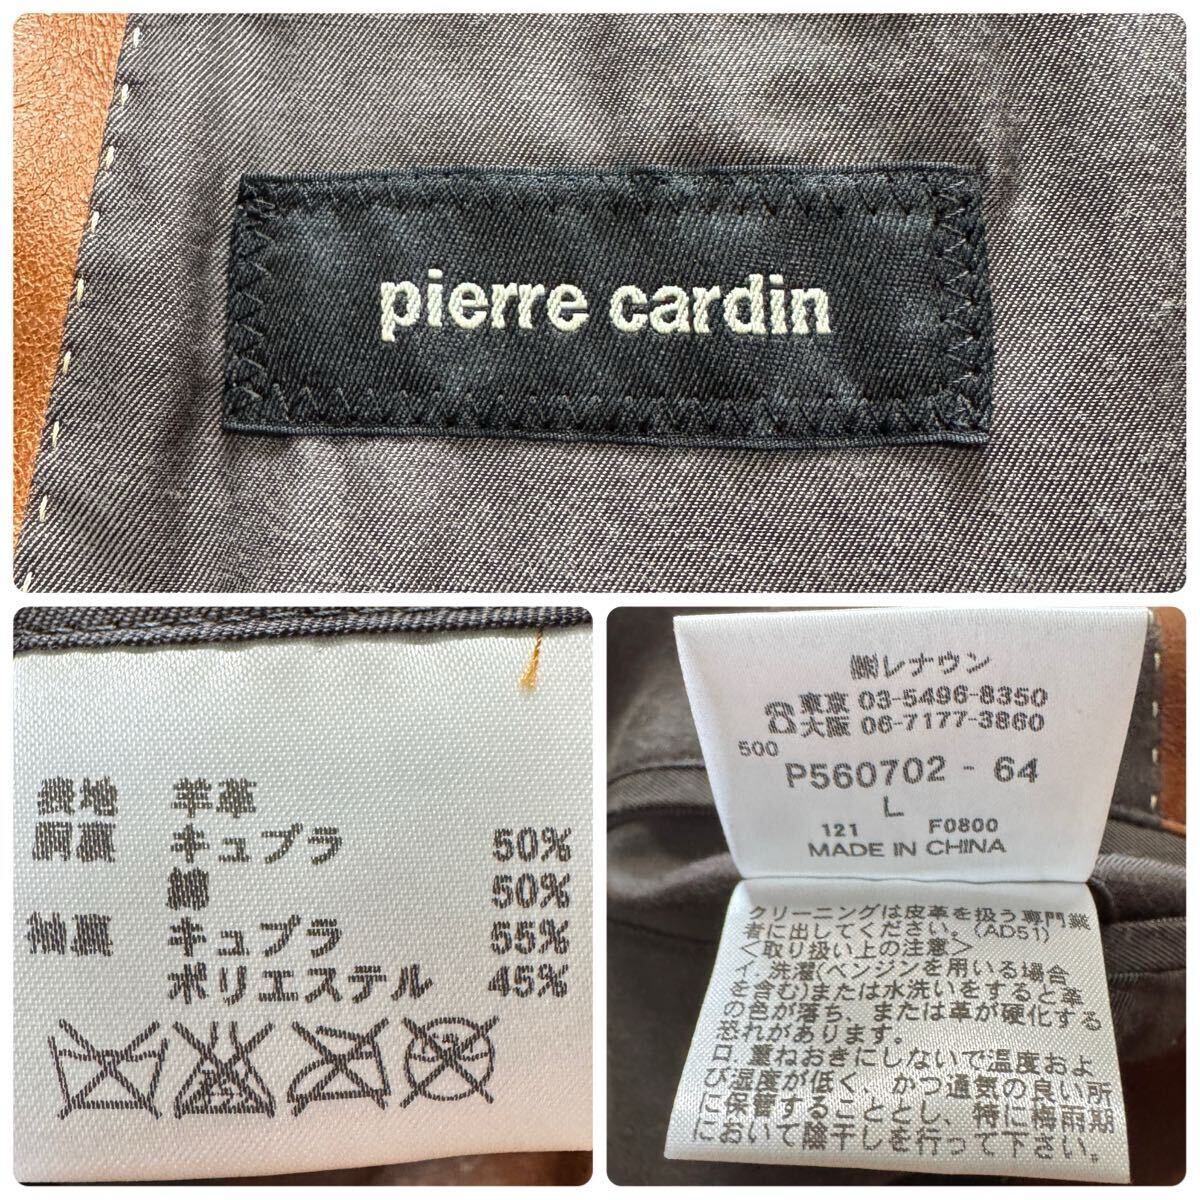 pierre cardin
表地 羊革
胴裏 キュプラ 50%
綿 50%
袖裏 キュプラ 55%
ポリエステル 45%
㈱レナウン
東京 03-5496-8350
大阪 06-7177-3860
500
P560702 - 64
L
121 F0800
MADE IN CHINA
クリーニングは皮革を扱う専門業
者に出してください。(AD51)
<取り扱い上の注意>
イ.洗濯(ベンジンを用いる場合
を含む)または水洗いをすると革
の色が落ち、または革が硬化する
恐れがあります。
ロ.重ねおきにしないで温度およ
び湿度が低く、かつ通気の良い所
に保管することとし、特に梅雨期
において陰干しを行って下さい。